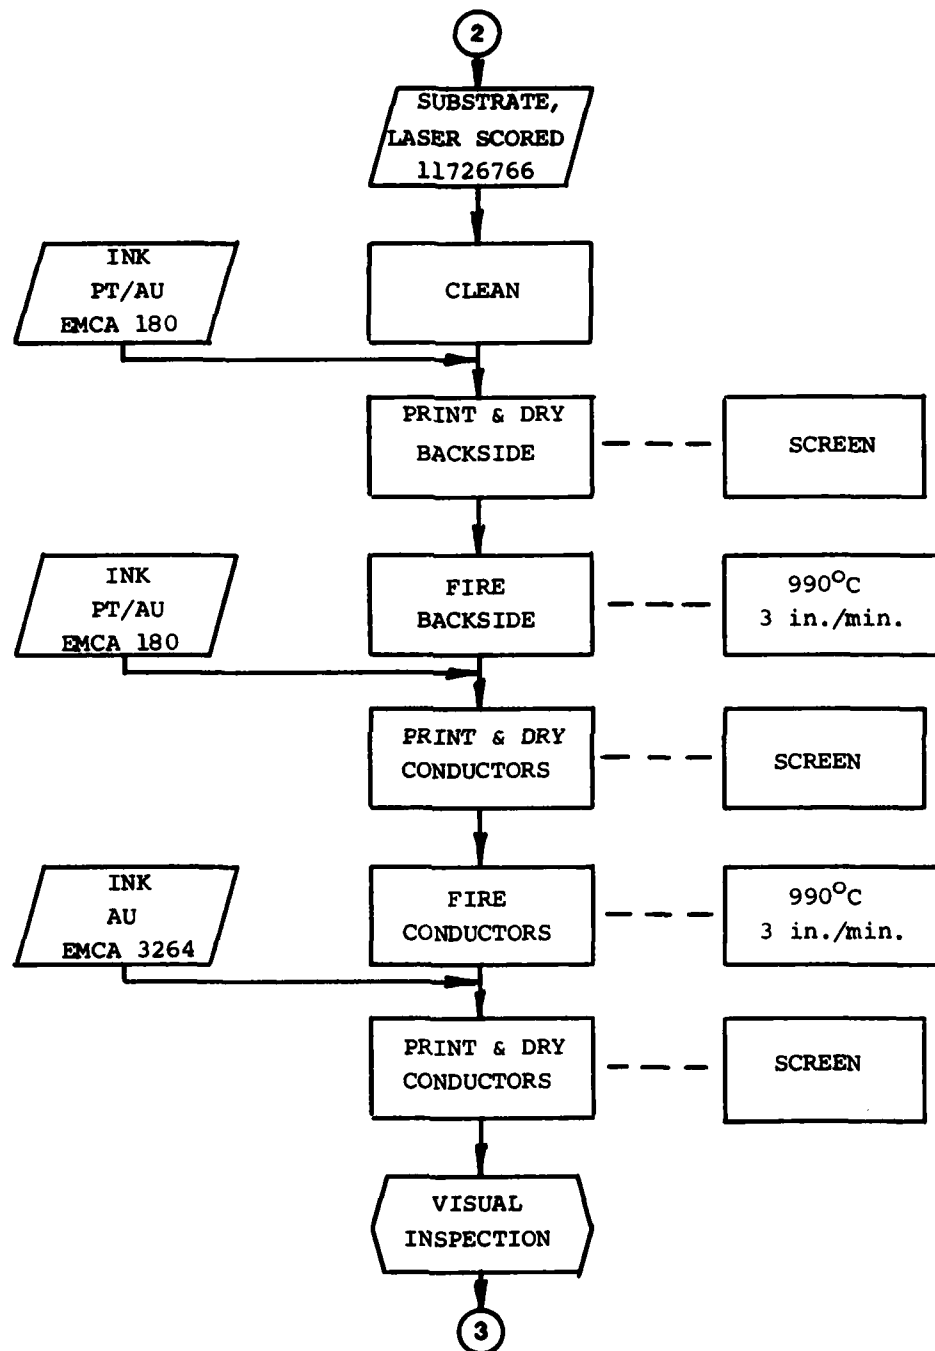 2
SUBSTRATE,
LASER SCORED
11726766
INK
PT/AU
EMCA 180
CLEAN
PRINT & DRY
BACKSIDE
SCREEN
INK
PT/AU
EMCA 180
FIRE
BACKSIDE
990°C
3 in./min.
PRINT & DRY
CONDUCTORS
SCREEN
INK
AU
EMCA 3264
FIRE
CONDUCTORS
990°C
3 in./min.
PRINT & DRY
CONDUCTORS
SCREEN
VISUAL
INSPECTION
3